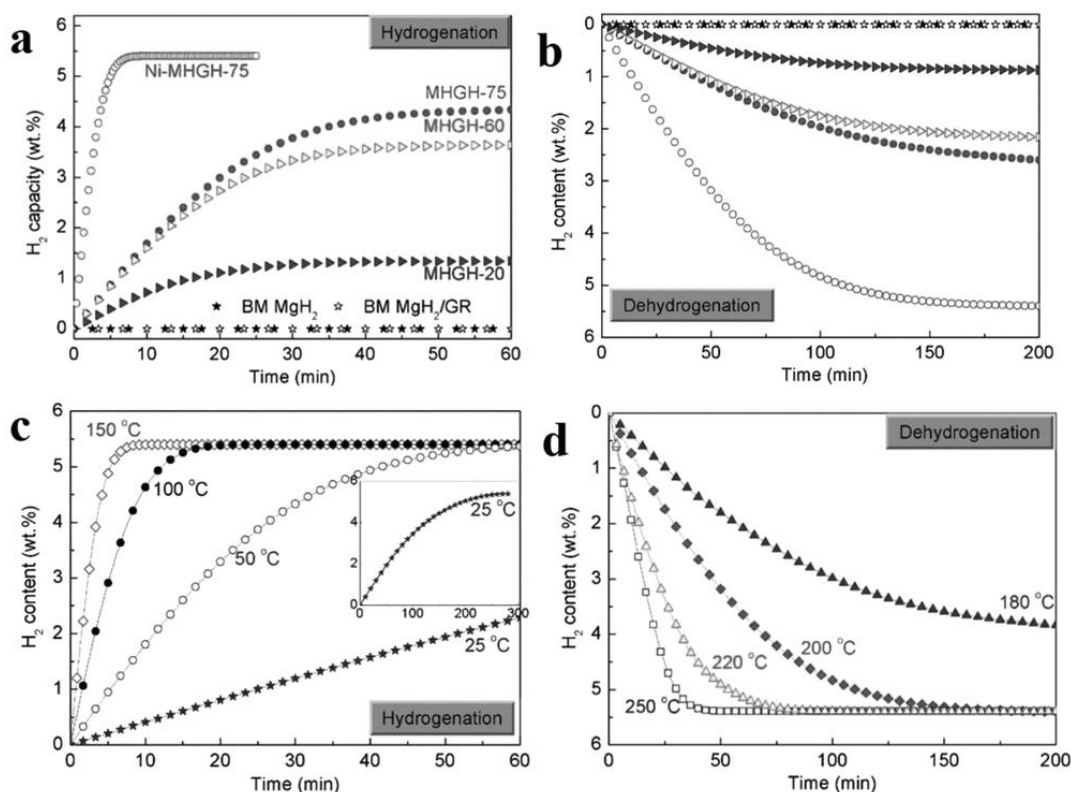 a
Hydrogenation
Ni-MHGH-75
MHGH-75
MHGH-60
MHGH-20
★ BM MgH₂ ☆ BM MgH₂/GR
H₂ capacity (wt.%)
6
5
4
3
2
1
0
0 10 20 30 40 50 60
Time (min)
b
Dehydrogenation
H₂ content (wt.%)
0
1
2
3
4
5
6
0 50 100 150 200
Time (min)
c
150 °C
100 °C
50 °C
25 °C
Hydrogenation
H₂ content (wt.%)
6
5
4
3
2
1
0
0 10 20 30 40 50 60
Time (min)
25 °C
6
4
2
0
0 100 200 300
d
Dehydrogenation
180 °C
200 °C
220 °C
250 °C
H₂ content (wt.%)
0
1
2
3
4
5
6
0 50 100 150 200
Time (min)